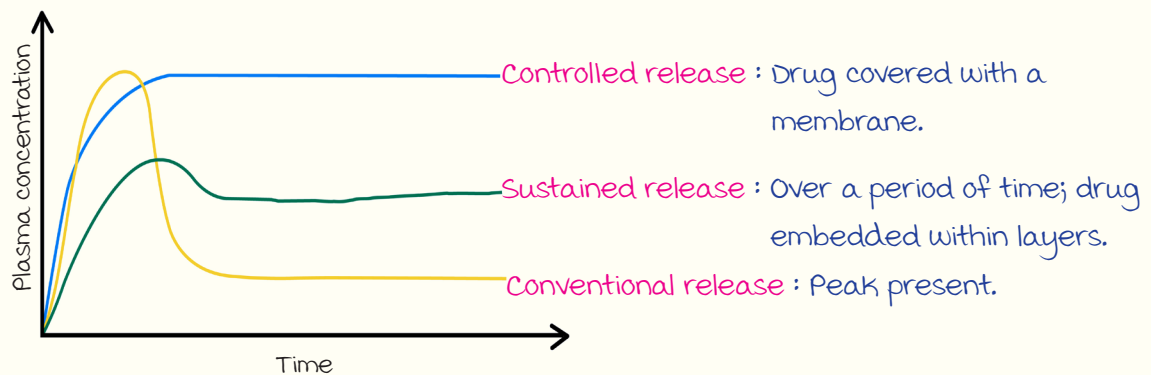 Plasma concentration
Controlled release : Drug covered with a
membrane.
Sustained release : Over a period of time; drug
embedded within layers.
Conventional release : Peak present.
Time